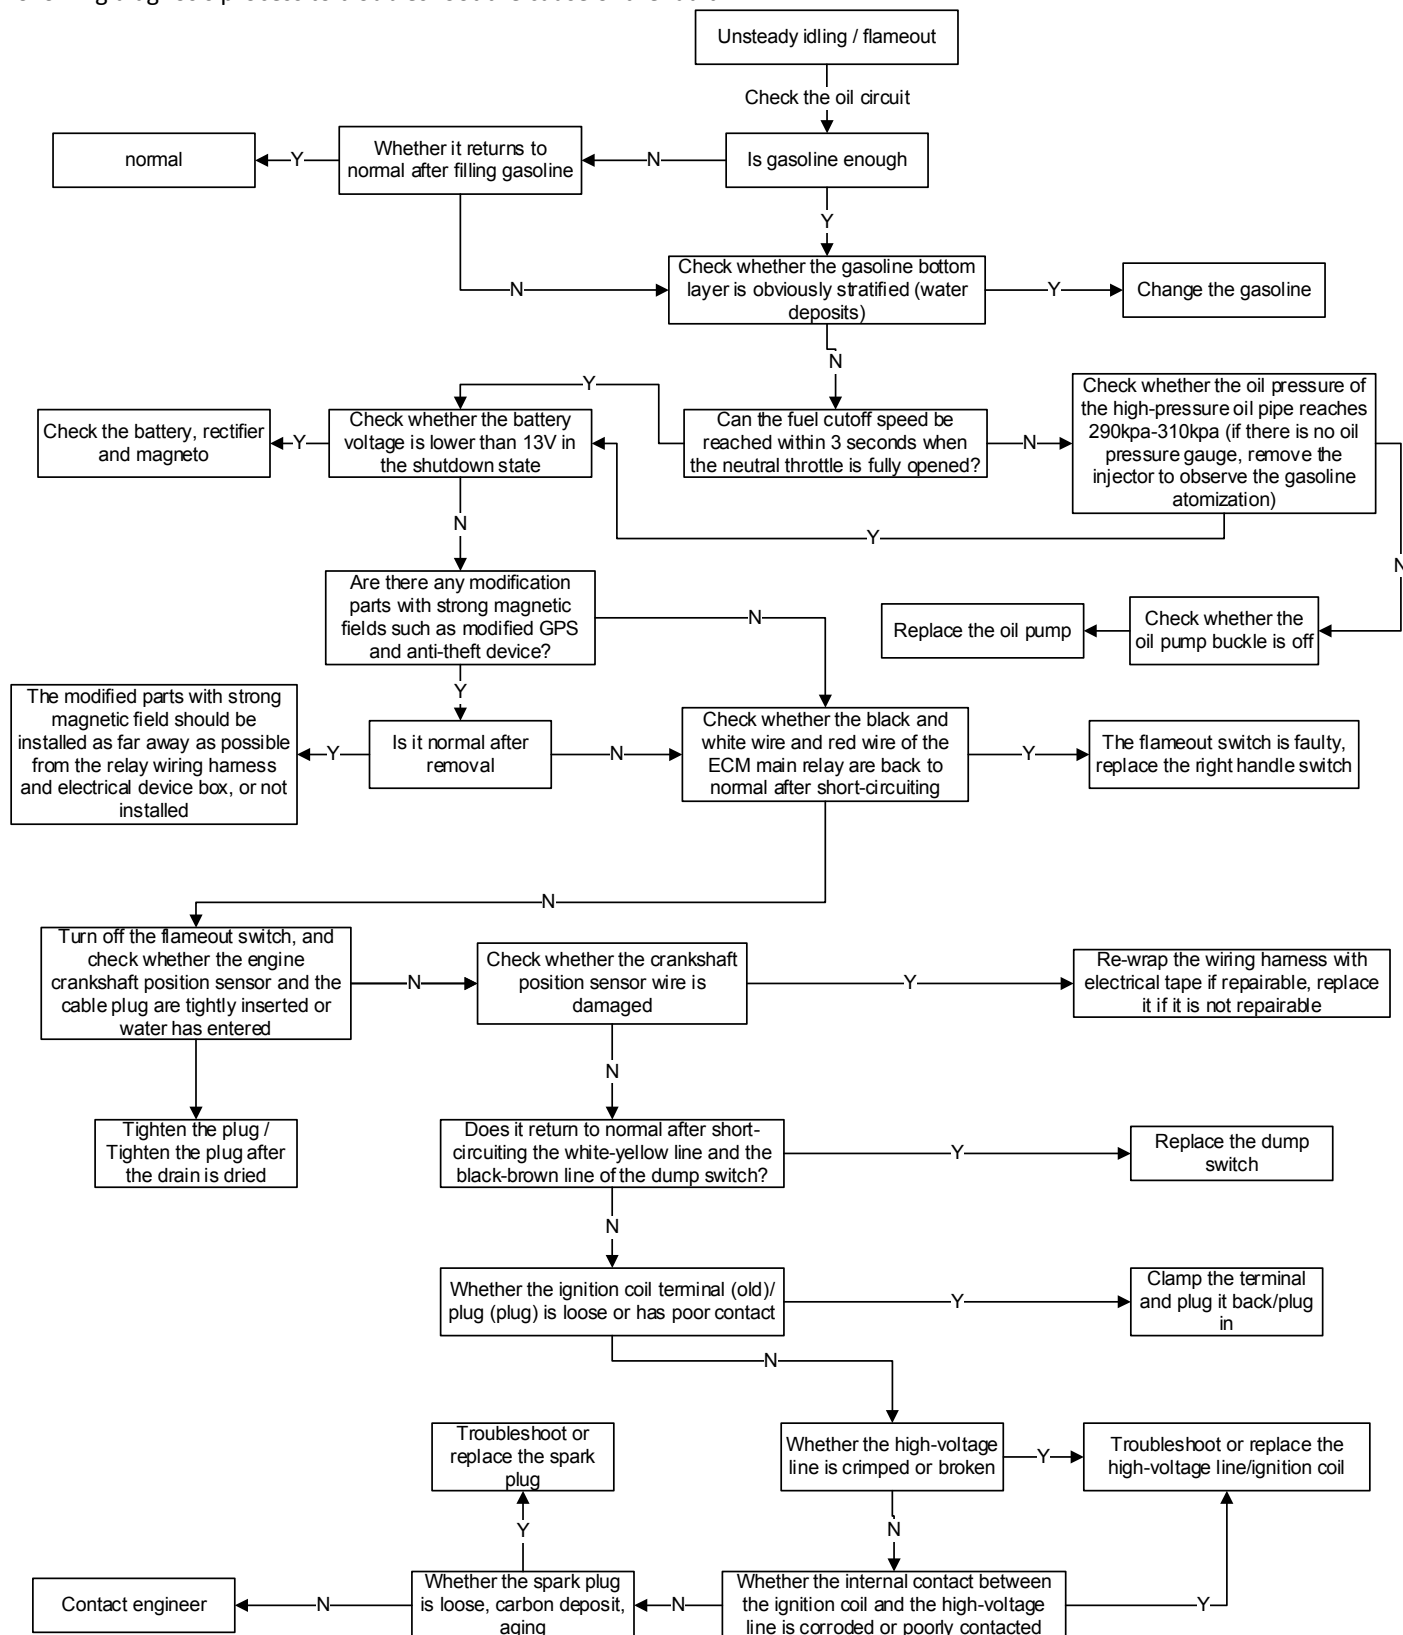 Unsteady idling / flameout
Check the oil circuit
normal
Y
Whether it returns to
normal after filling gasoline
N
Is gasoline enough
Y
N
Check whether the gasoline bottom
layer is obviously stratified (water
deposits)
Y
Change the gasoline
N
Y
Check the battery, rectifier
and magneto
Y
Check whether the battery
voltage is lower than 13V in
the shutdown state
Can the fuel cutoff speed be
reached within 3 seconds when
the neutral throttle is fully opened?
N
Check whether the oil pressure of
the high-pressure oil pipe reaches
290kpa-310kpa (if there is no oil
pressure gauge, remove the
injector to observe the gasoline
atomization)
N
Y
N
Are there any modification
parts with strong magnetic
fields such as modified GPS
and anti-theft device?
N
Replace the oil pump
Check whether the
oil pump buckle is off
Y
The modified parts with strong
magnetic field should be
installed as far away as possible
from the relay wiring harness
and electrical device box, or not
installed
Y
Is it normal after
removal
N
Check whether the black and
white wire and red wire of the
ECM main relay are back to
normal after short-circuiting
Y
The flameout switch is faulty,
replace the right handle switch
N
Turn off the flameout switch, and
check whether the engine
crankshaft position sensor and the
cable plug are tightly inserted or
water has entered
N
Check whether the crankshaft
position sensor wire is
damaged
Y
Re-wrap the wiring harness with
electrical tape if repairable, replace
it if it is not repairable
N
Tighten the plug /
Tighten the plug after
the drain is dried
Does it return to normal after short-
circuiting the white-yellow line and the
black-brown line of the dump switch?
Y
Replace the dump
switch
N
Whether the ignition coil terminal (old)/
plug (plug) is loose or has poor contact
Y
Clamp the terminal
and plug it back/plug
in
N
Troubleshoot or
replace the spark
plug
Whether the high-voltage
line is crimped or broken
Y
Troubleshoot or replace the
high-voltage line/ignition coil
Y
N
Contact engineer
N
Whether the spark plug
is loose, carbon deposit,
aging
N
Whether the internal contact between
the ignition coil and the high-voltage
line is corroded or poorly contacted
Y